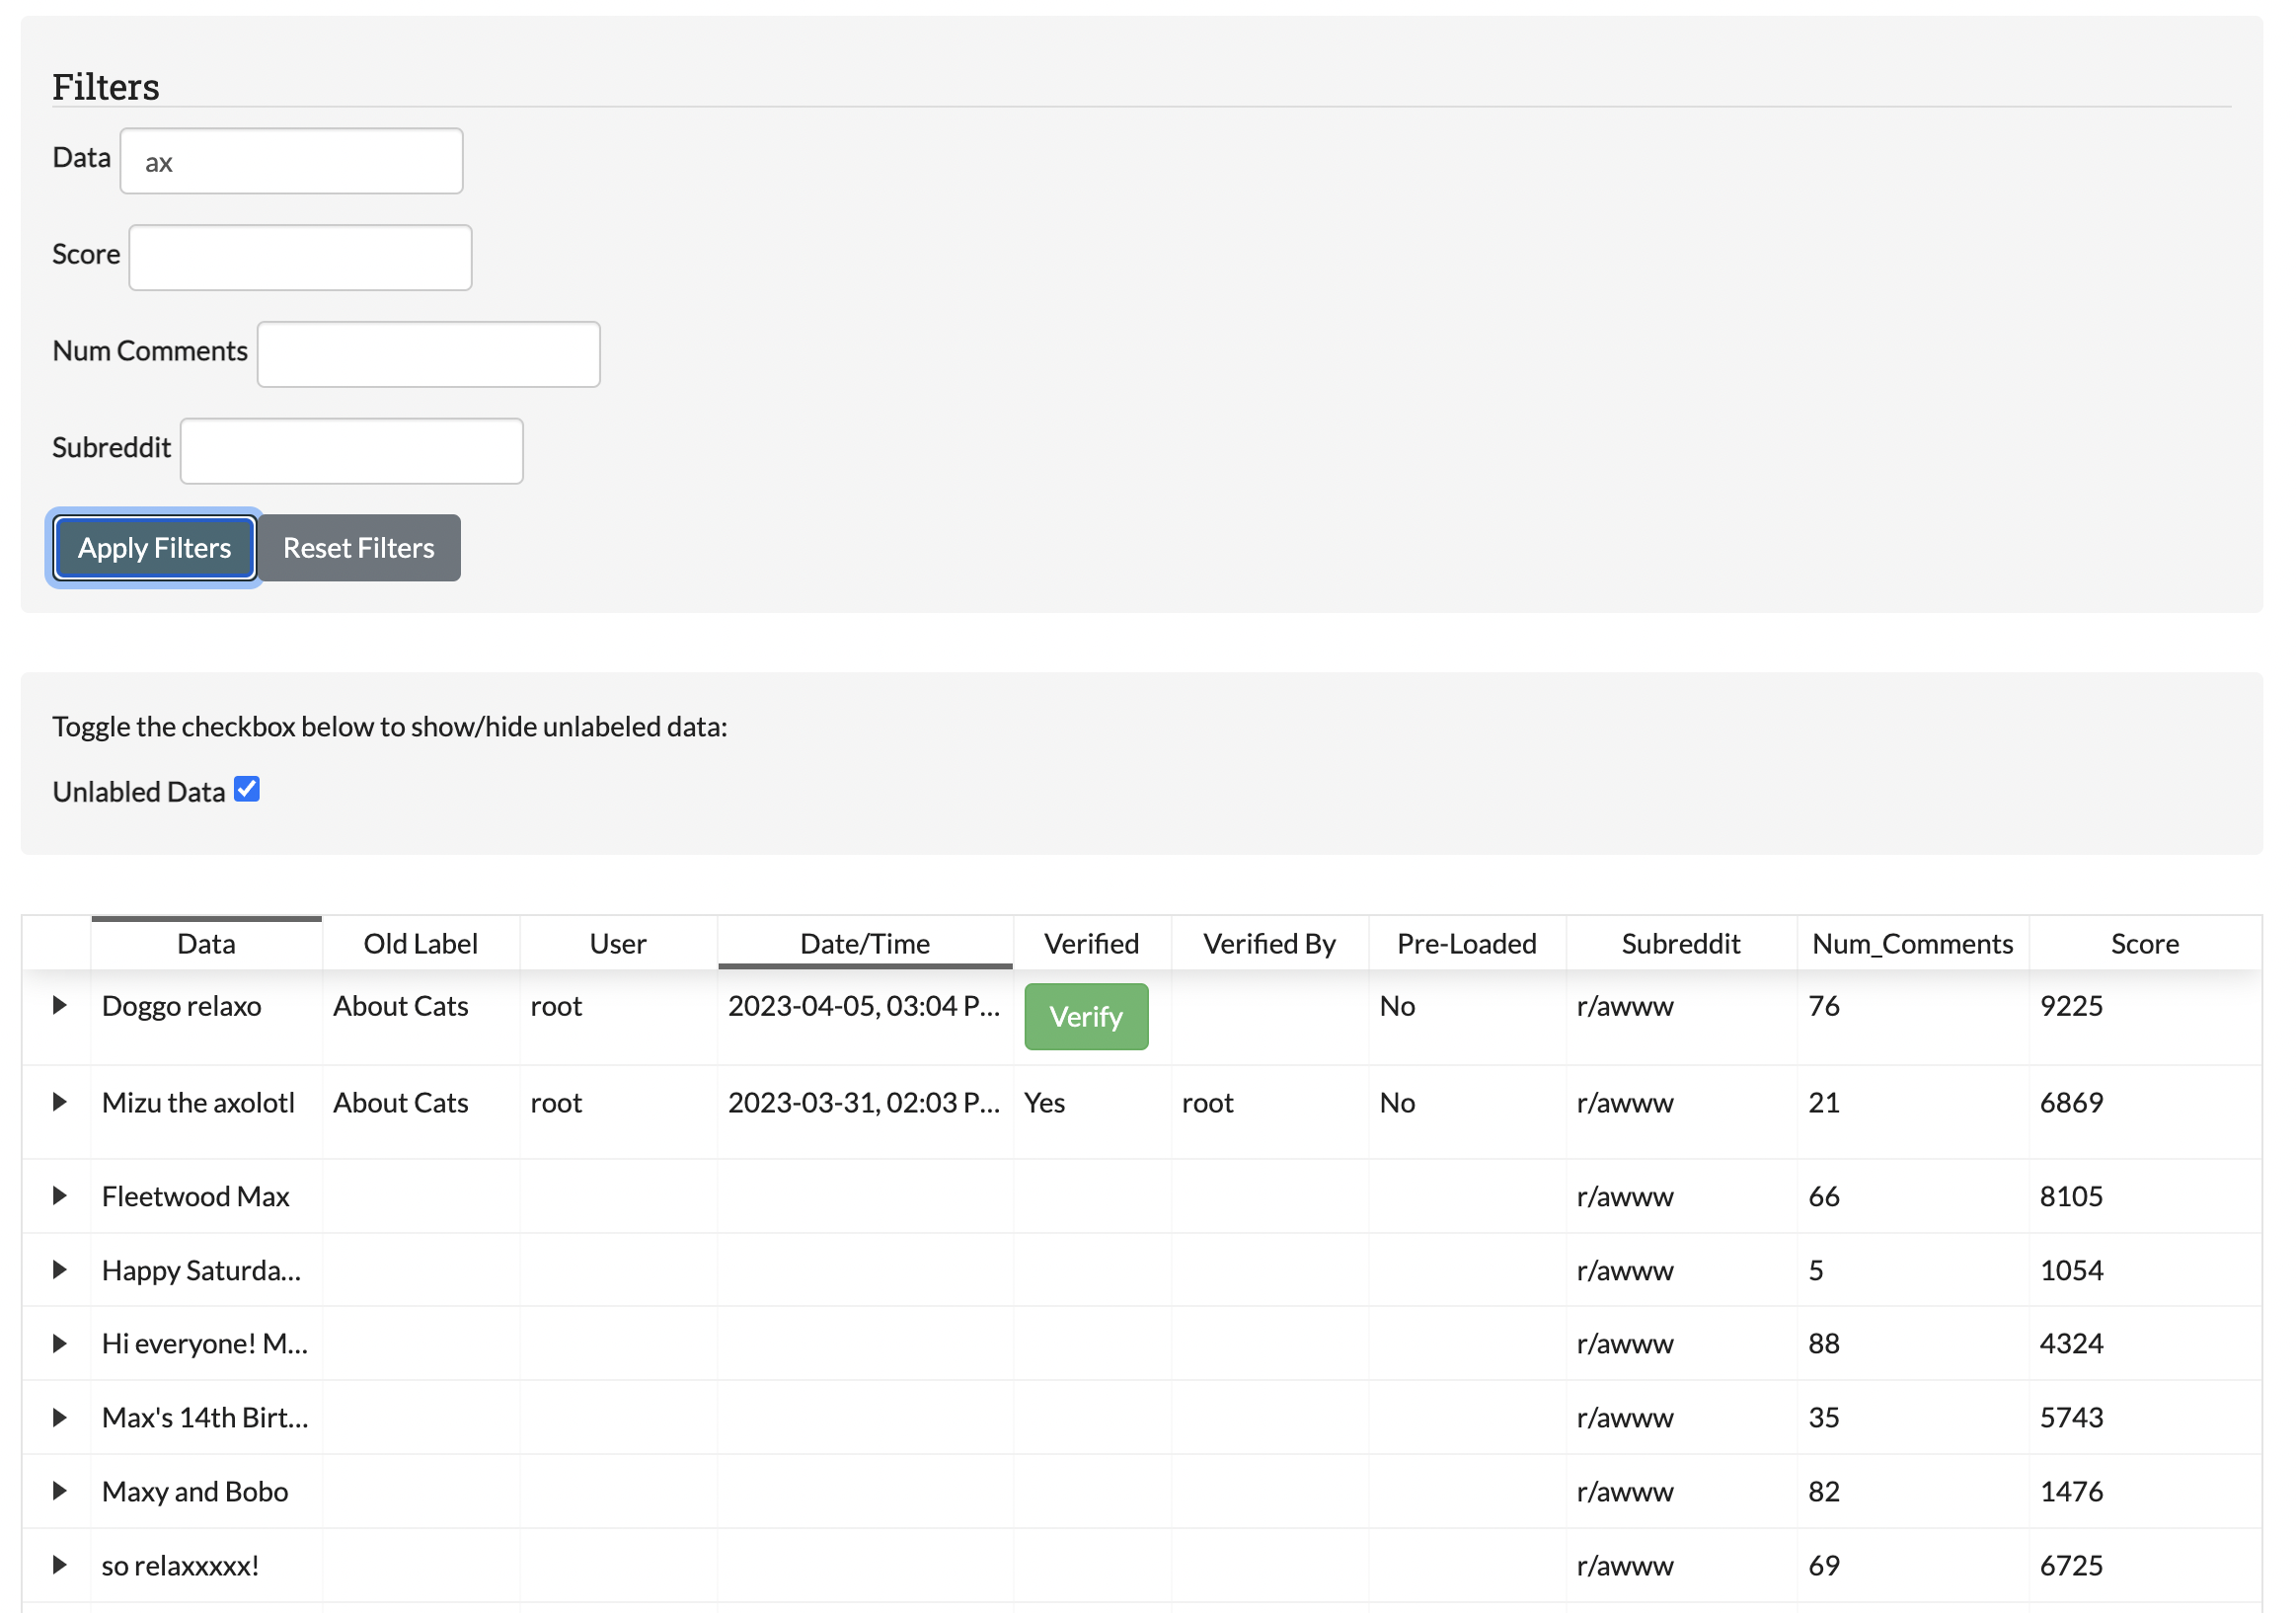 Filters
Data ax
Score
Num Comments
Subreddit
Apply Filters Reset Filters
Toggle the checkbox below to show/hide unlabeled data:
Unlabled Data
Data Old Label User Date/Time Verified Verified By Pre-Loaded Subreddit Num_Comments Score
Doggo relaxo About Cats root 2023-04-05, 03:04 P... Verify No r/awww 76 9225
Mizu the axolotl About Cats root 2023-03-31, 02:03 P... Yes root No r/awww 21 6869
Fleetwood Max r/awww 66 8105
Happy Saturda... r/awww 5 1054
Hi everyone! M... r/awww 88 4324
Max's 14th Birt... r/awww 35 5743
Maxy and Bobo r/awww 82 1476
so relaxxxxx! r/awww 69 6725